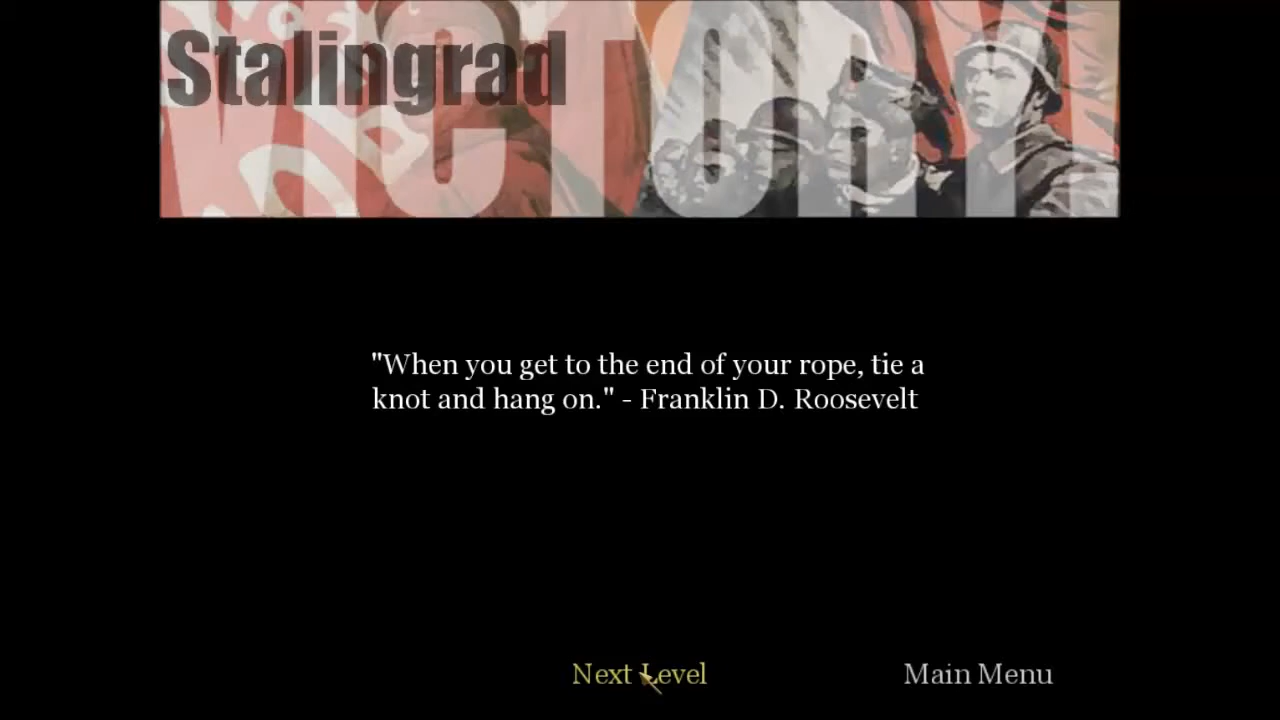 Stalingrad
VICTORY
"When you get to the end of your rope, tie a
knot and hang on." - Franklin D. Roosevelt
Next Level
Main Menu